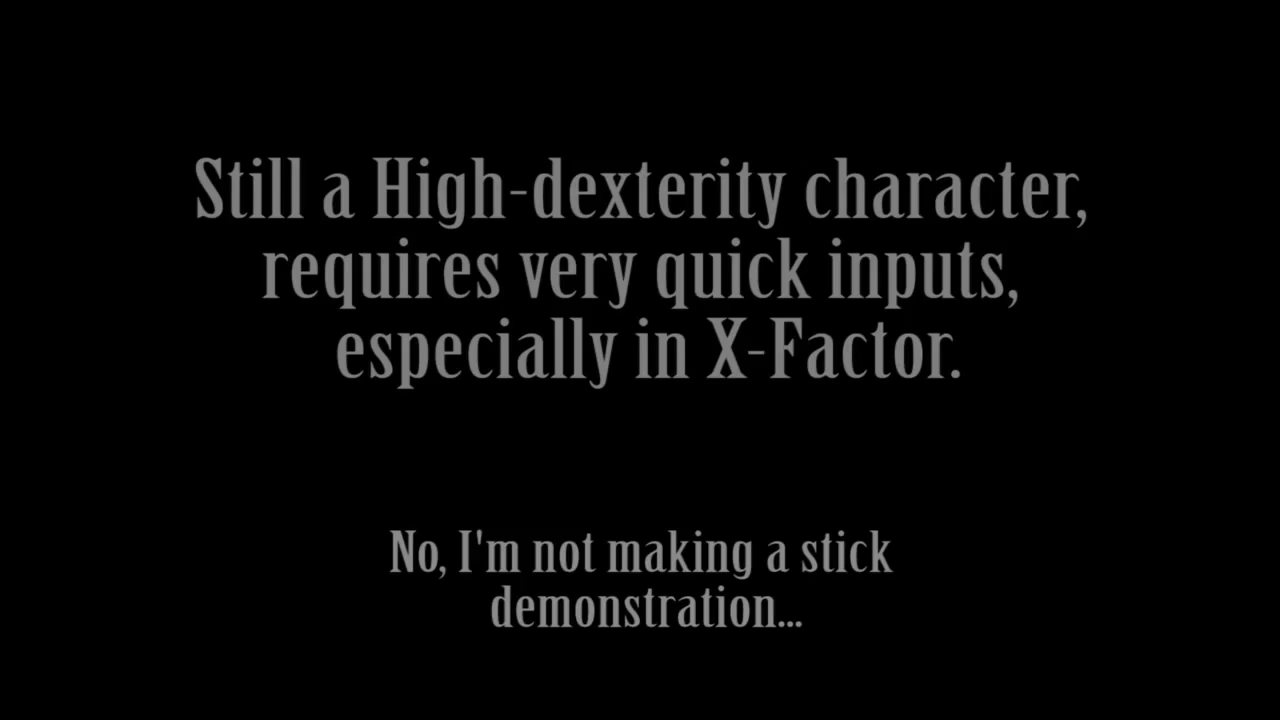 Still a High-dexterity character,
requires very quick inputs,
especially in X-Factor.
No, I'm not making a stick
demonstration...